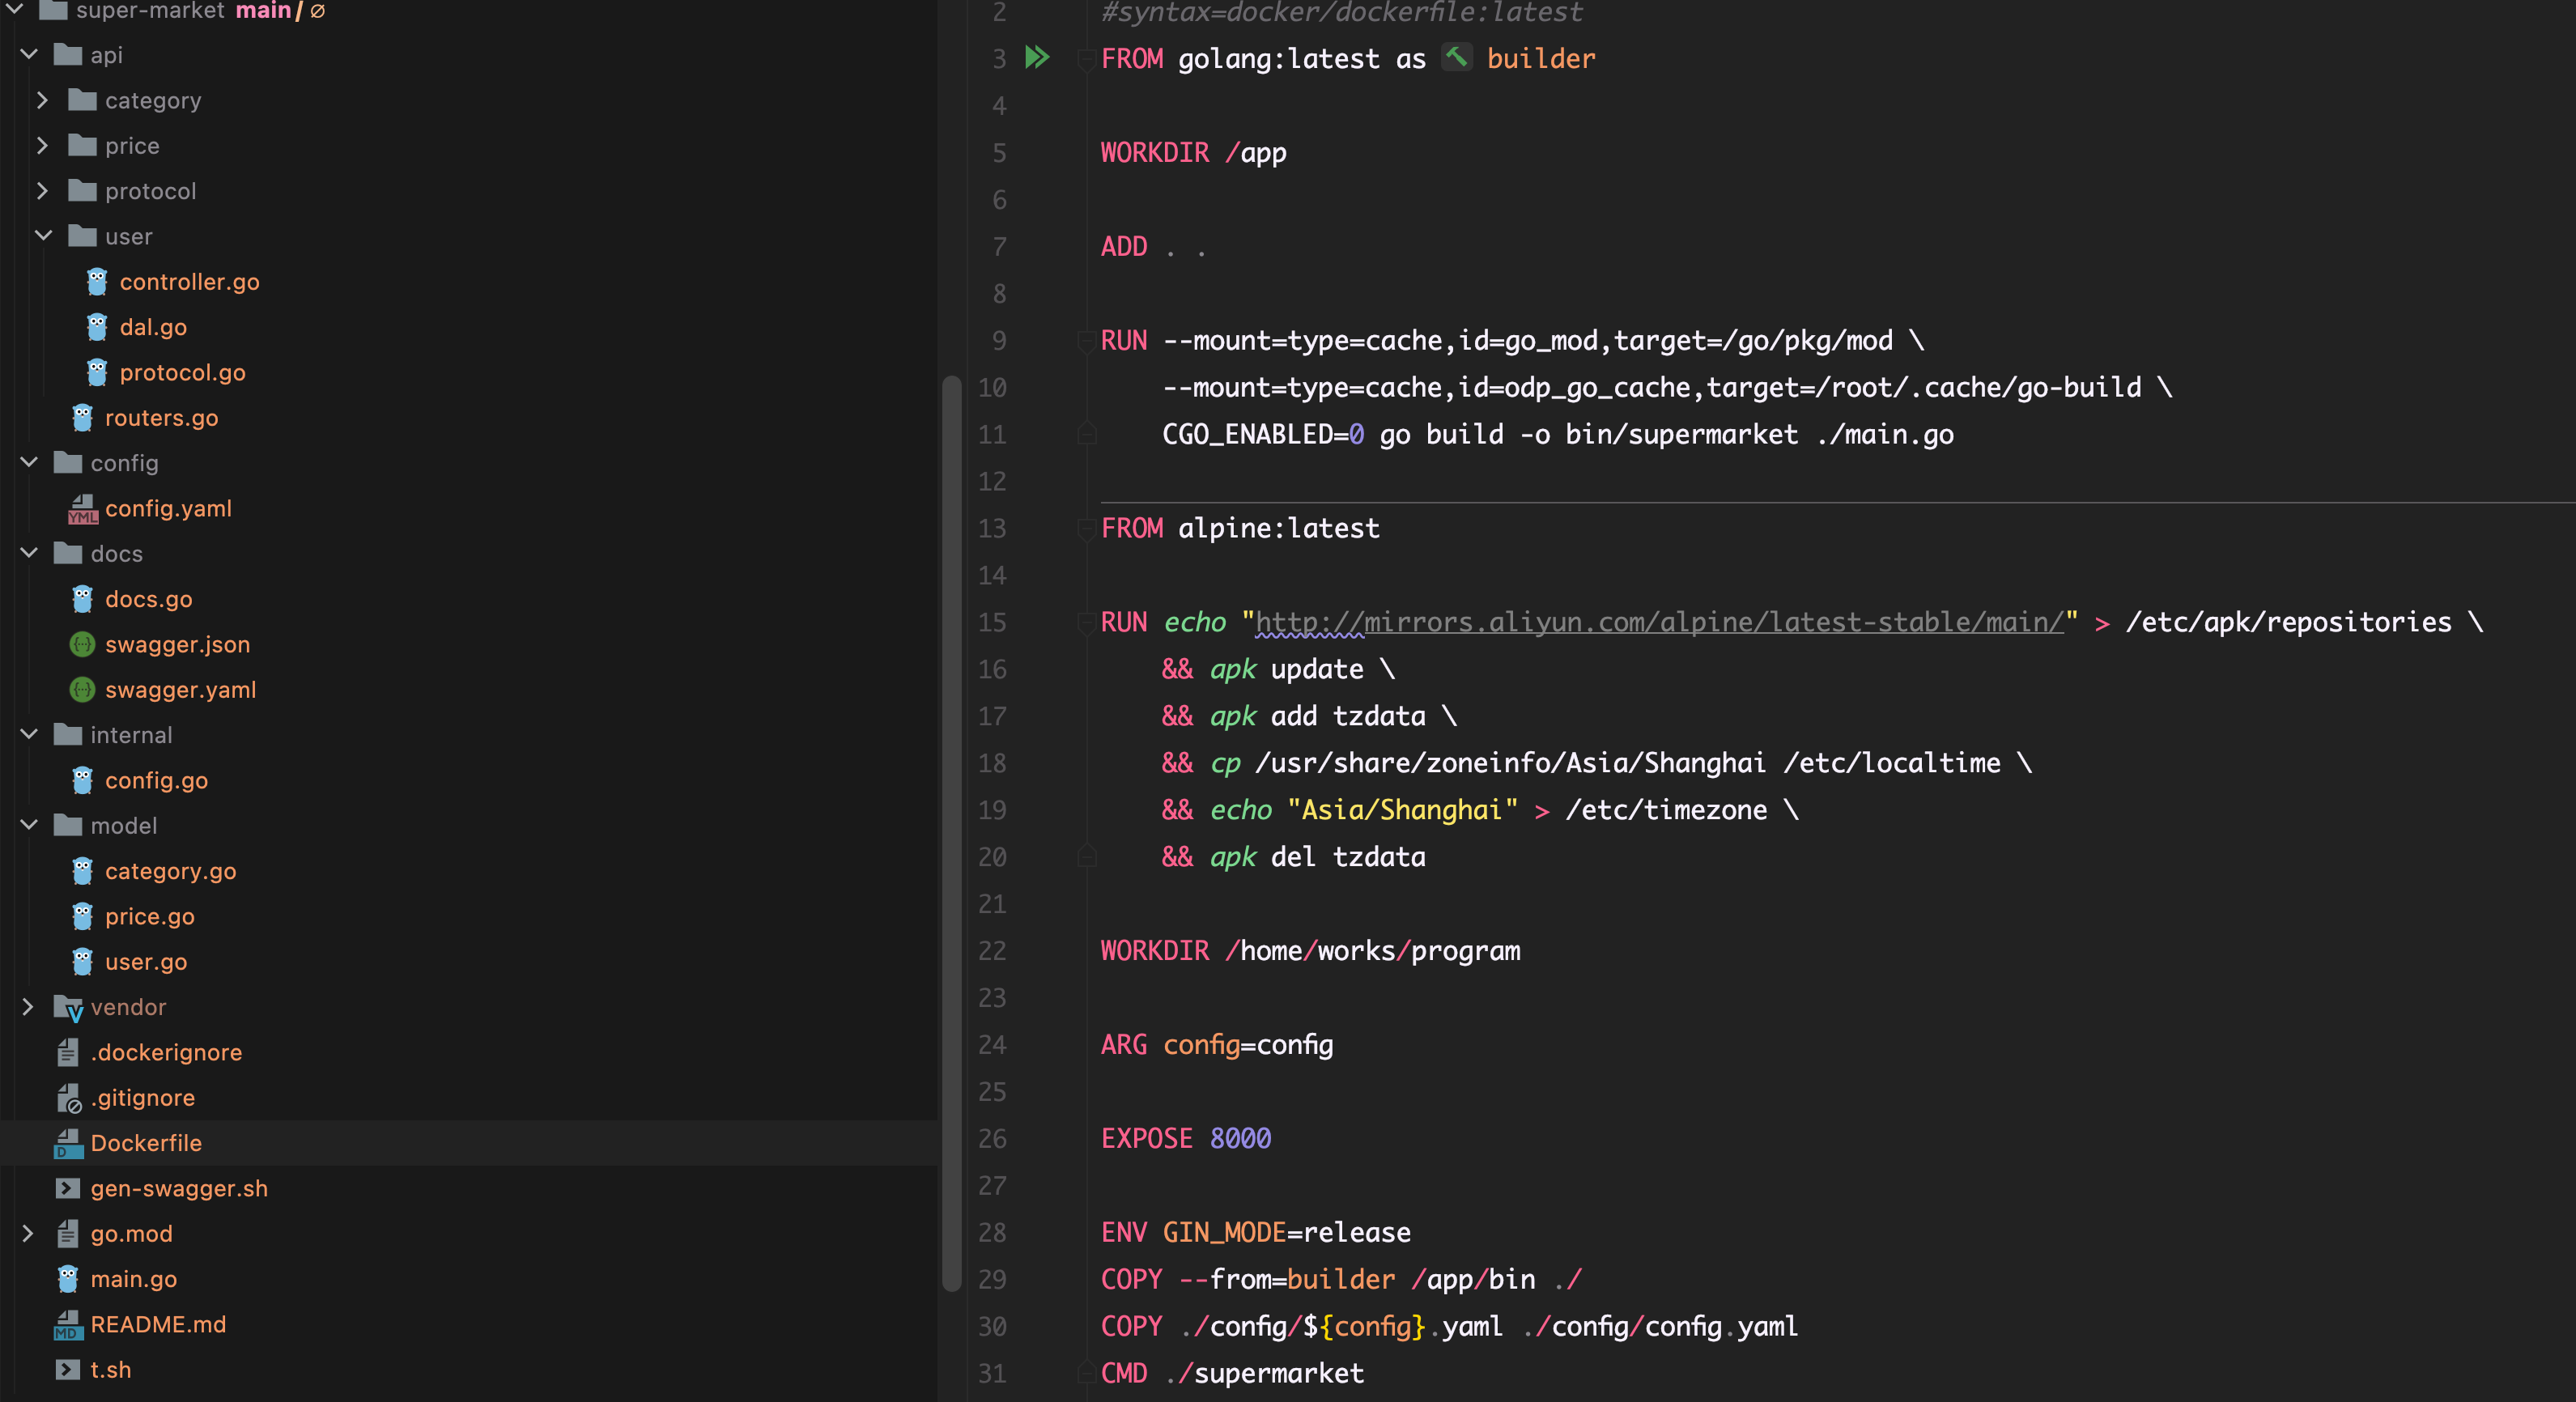 super-market main / ∅
api
category
price
protocol
user
controller.go
dal.go
protocol.go
routers.go
config
config.yaml
docs
docs.go
swagger.json
swagger.yaml
internal
config.go
model
category.go
price.go
user.go
vendor
.dockerignore
.gitignore
Dockerfile
gen-swagger.sh
go.mod
main.go
README.md
t.sh
2 #syntax=docker/dockerfile:latest
3 FROM golang:latest as builder
4
5 WORKDIR /app
6
7 ADD . .
8
9 RUN --mount=type=cache,id=go_mod,target=/go/pkg/mod \
10 --mount=type=cache,id=odp_go_cache,target=/root/.cache/go-build \
11 CGO_ENABLED=0 go build -o bin/supermarket ./main.go
12
13 FROM alpine:latest
14
15 RUN echo "http://mirrors.aliyun.com/alpine/latest-stable/main/" > /etc/apk/repositories \
16 && apk update \
17 && apk add tzdata \
18 && cp /usr/share/zoneinfo/Asia/Shanghai /etc/localtime \
19 && echo "Asia/Shanghai" > /etc/timezone \
20 && apk del tzdata
21
22 WORKDIR /home/works/program
23
24 ARG config=config
25
26 EXPOSE 8000
27
28 ENV GIN_MODE=release
29 COPY --from=builder /app/bin ./
30 COPY ./config/${config}.yaml ./config/config.yaml
31 CMD ./supermarket